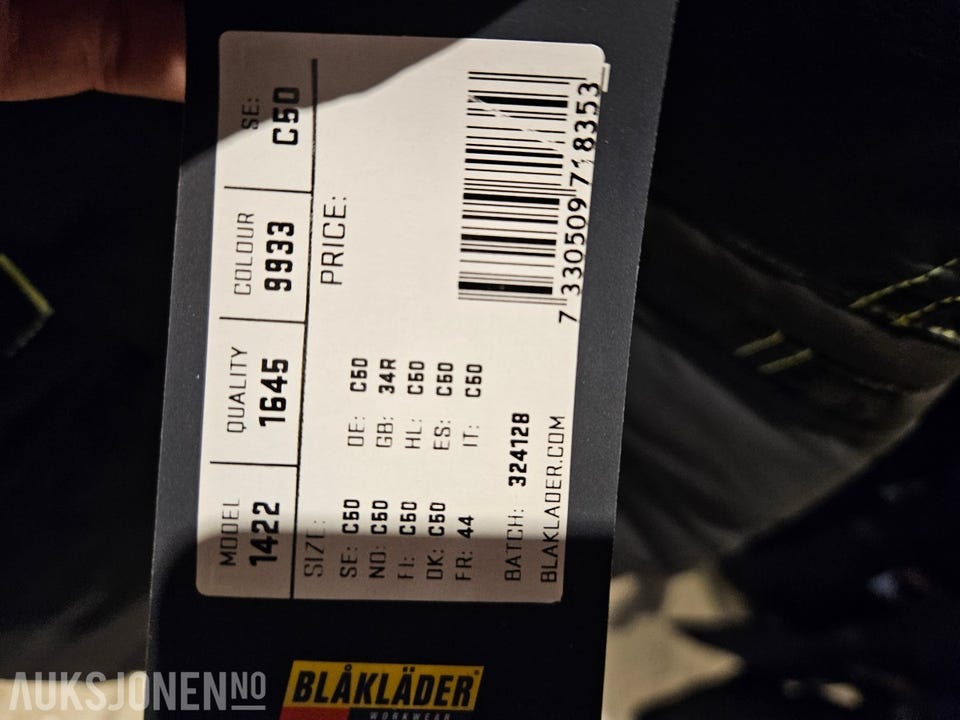 MODEL QUALITY COLOUR SE:
1422 1645 9933 C50
SIZE: PRICE:
SE: C50 DE: C50
NO: C50 GB: 34R
FI: C50 HL: C50
DK: C50 ES: C50
FR: 44 IT: C50
BATCH: 324128
BLAKLADER.COM
7 330509 718353
BLÅKLÄDER
WORKWEAR
AUKSJONEN.NO